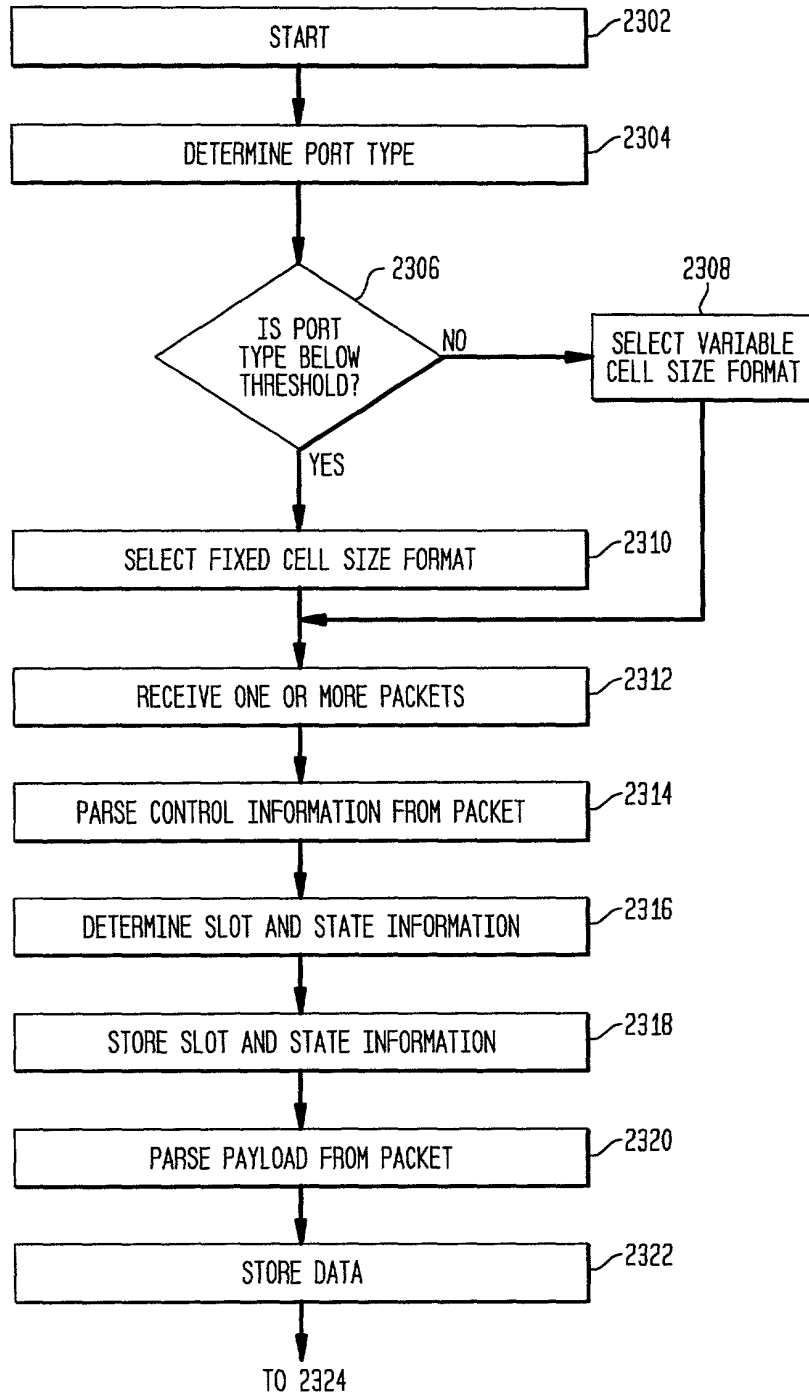 START
2302
DETERMINE PORT TYPE
2304
2306
IS PORT
TYPE BELOW
THRESHOLD?
NO
2308
SELECT VARIABLE
CELL SIZE FORMAT
YES
SELECT FIXED CELL SIZE FORMAT
2310
RECEIVE ONE OR MORE PACKETS
2312
PARSE CONTROL INFORMATION FROM PACKET
2314
DETERMINE SLOT AND STATE INFORMATION
2316
STORE SLOT AND STATE INFORMATION
2318
PARSE PAYLOAD FROM PACKET
2320
STORE DATA
2322
TO 2324